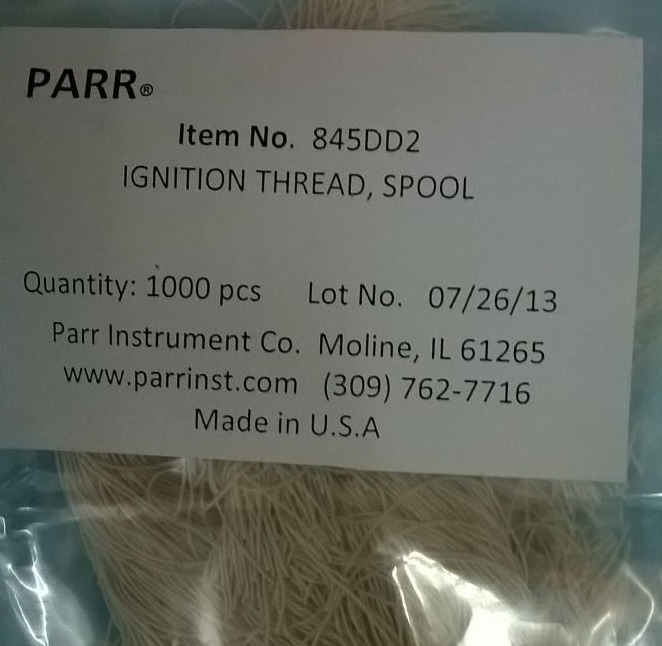 PARR®
Item No. 845DD2
IGNITION THREAD, SPOOL
Quantity: 1000 pcs Lot No. 07/26/13
Parr Instrument Co. Moline, IL 61265
www.parrinst.com (309) 762-7716
Made in U.S.A